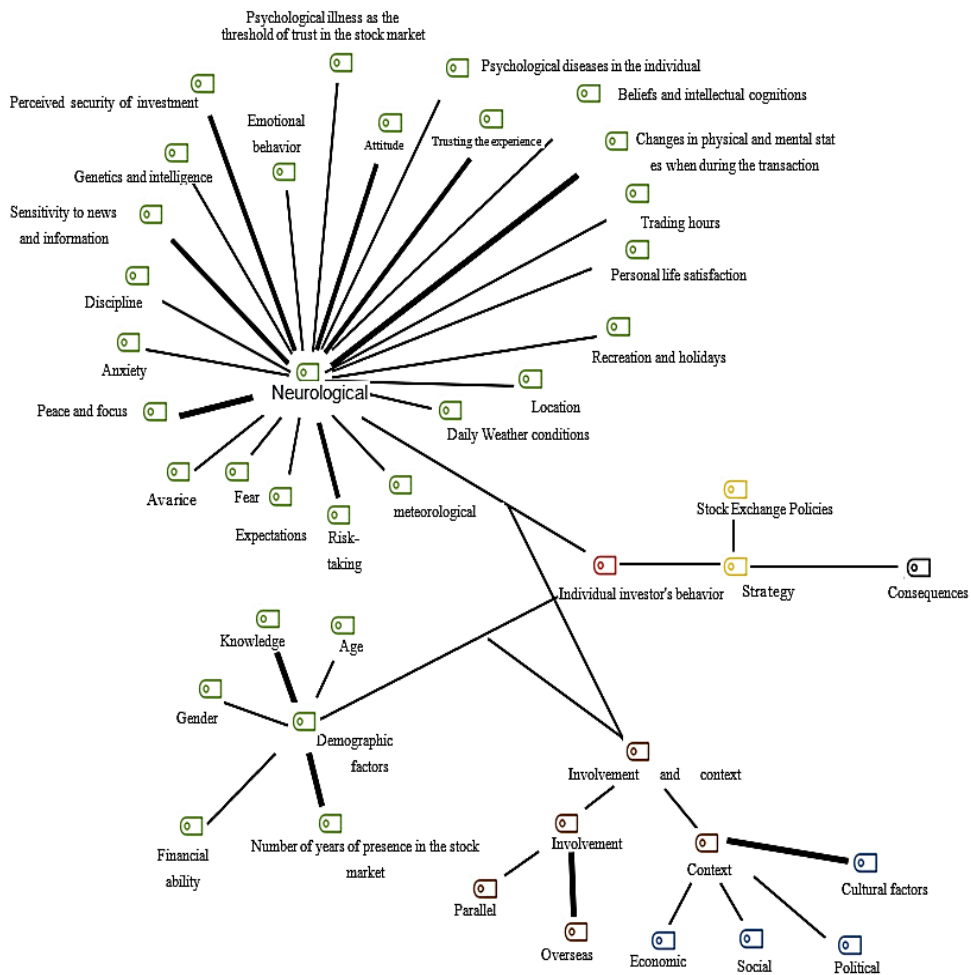 Psychological illness as the
threshold of trust in the stock market
Psychological diseases in the individual
Perceived security of investment
Beliefs and intellectual cognitions
Emotional
behavior
Attitude
Trusting the experience
Changes in physical and mental stat
es when during the transaction
Genetics and intelligence
Sensitivity to news
and information
Trading hours
Personal life satisfaction
Discipline
Anxiety
Recreation and holidays
Neurological
Peace and focus
Location
Daily Weather conditions
Avarice
Fear
Expectations
Risk-
taking
meteorological
Stock Exchange Policies
Individual investor's behavior
Strategy
Consequences
Knowledge
Age
Gender
Demographic
factors
Financial
ability
Number of years of presence in the stock
market
Involvement and context
Involvement
Context
Cultural factors
Parallel
Overseas
Economic
Social
Political